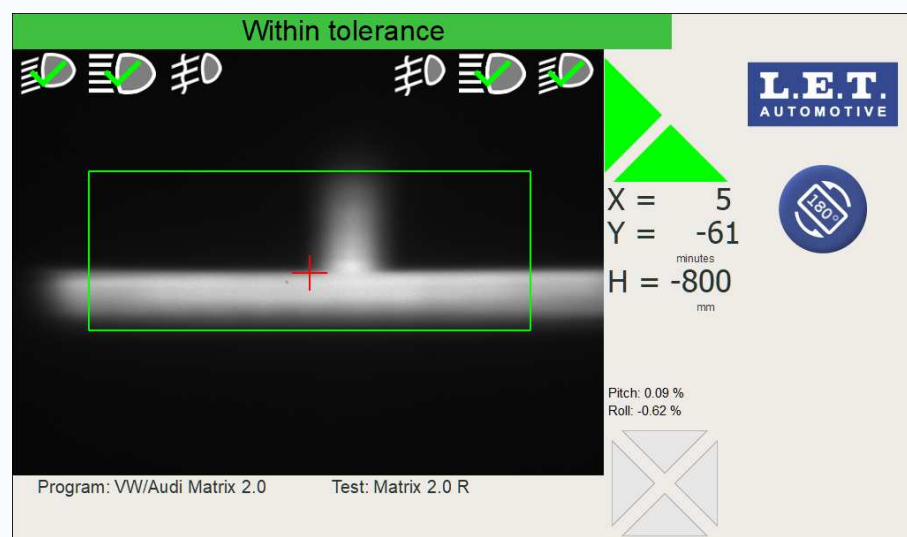 Within tolerance
L.E.T.
AUTOMOTIVE
180°
X = 5
Y = -61
minutes
H = -800
mm
Pitch: 0.09 %
Roll: -0.62 %
Program: VW/Audi Matrix 2.0 Test: Matrix 2.0 R